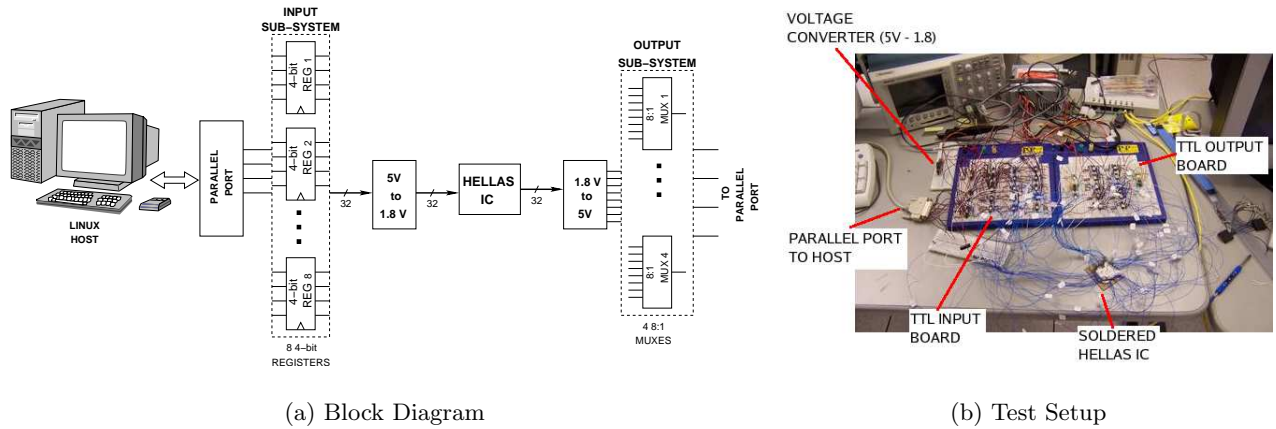 INPUT
SUB-SYSTEM
4-bit
REG 1
4-bit
REG 2
4-bit
REG 8
8 4-bit
REGISTERS
LINUX
HOST
PARALLEL
PORT
32
5V
to
1.8 V
32
HELLAS
IC
32
1.8 V
to
5V
OUTPUT
SUB-SYSTEM
8:1
MUX 1
8:1
MUX 4
4 8:1
MUXES
TO
PARALLEL
PORT
(a) Block Diagram
VOLTAGE
CONVERTER (5V - 1.8)
TTL OUTPUT
BOARD
PARALLEL PORT
TO HOST
TTL INPUT
BOARD
SOLDERED
HELLAS IC
(b) Test Setup